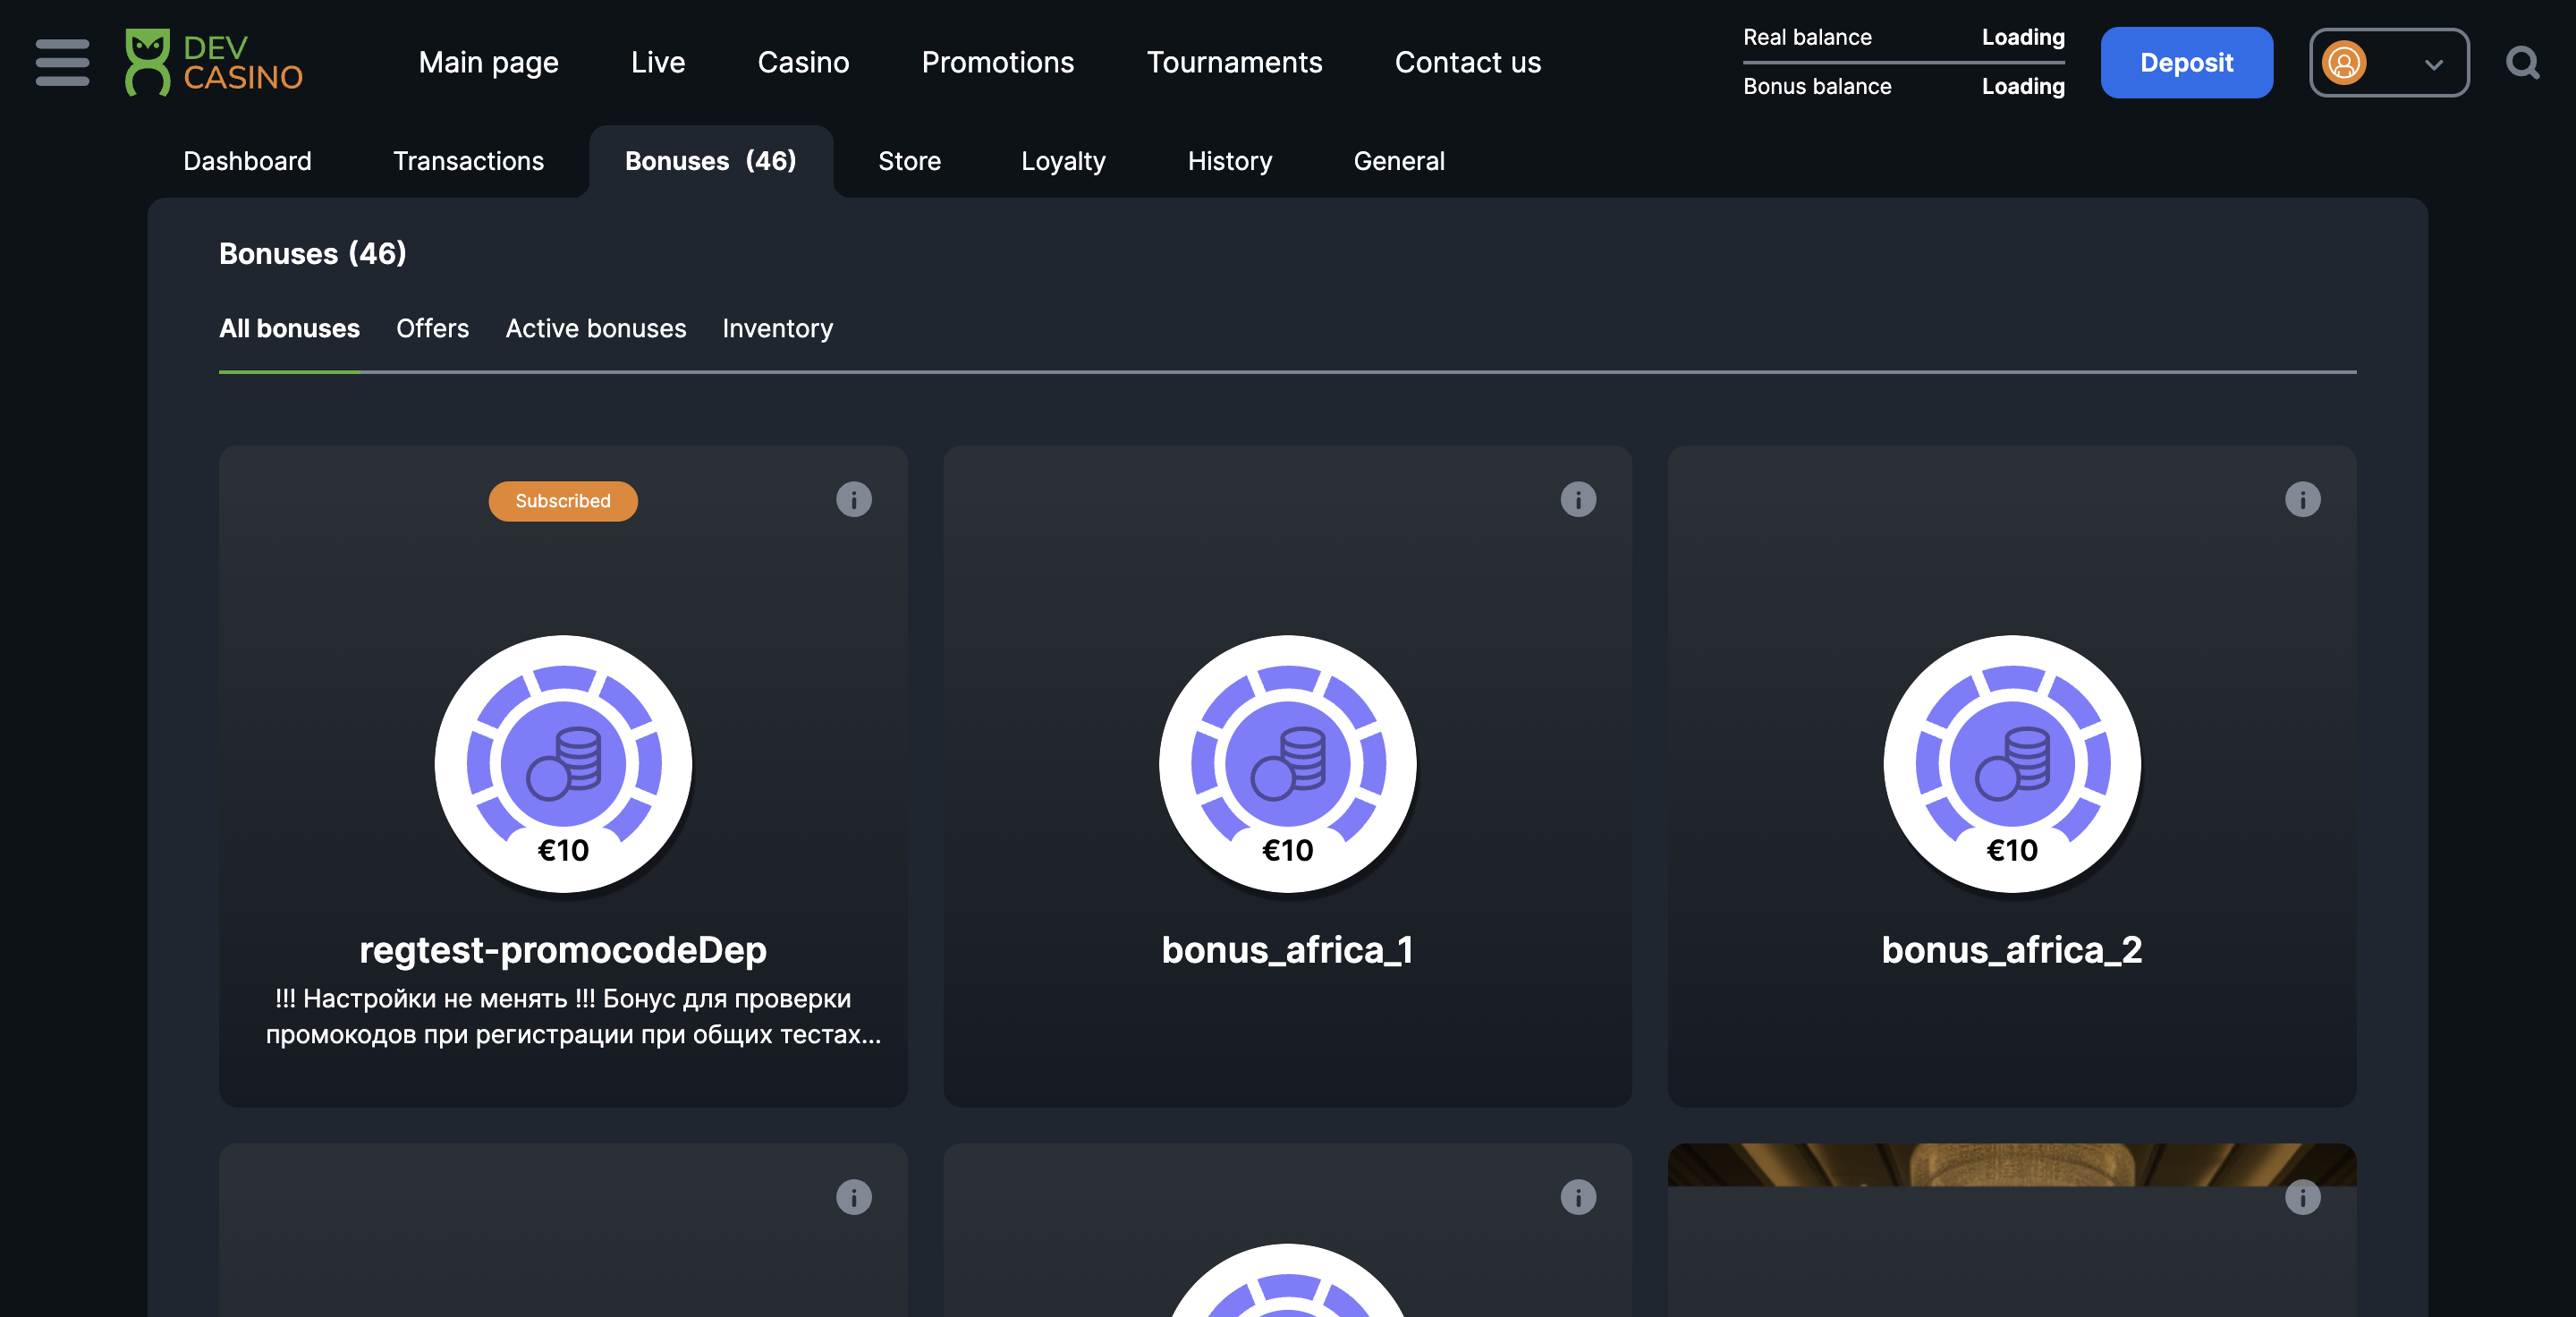 DEV
CASINO
Main page
Live
Casino
Promotions
Tournaments
Contact us
Real balance Loading
Bonus balance Loading
Deposit
Dashboard
Transactions
Bonuses (46)
Store
Loyalty
History
General
Bonuses (46)
All bonuses
Offers
Active bonuses
Inventory
Subscribed
€10
regtest-promocodeDep
!!! Настройки не менять !!! Бонус для проверки
промокодов при регистрации при общих тестах...
€10
bonus_africa_1
€10
bonus_africa_2